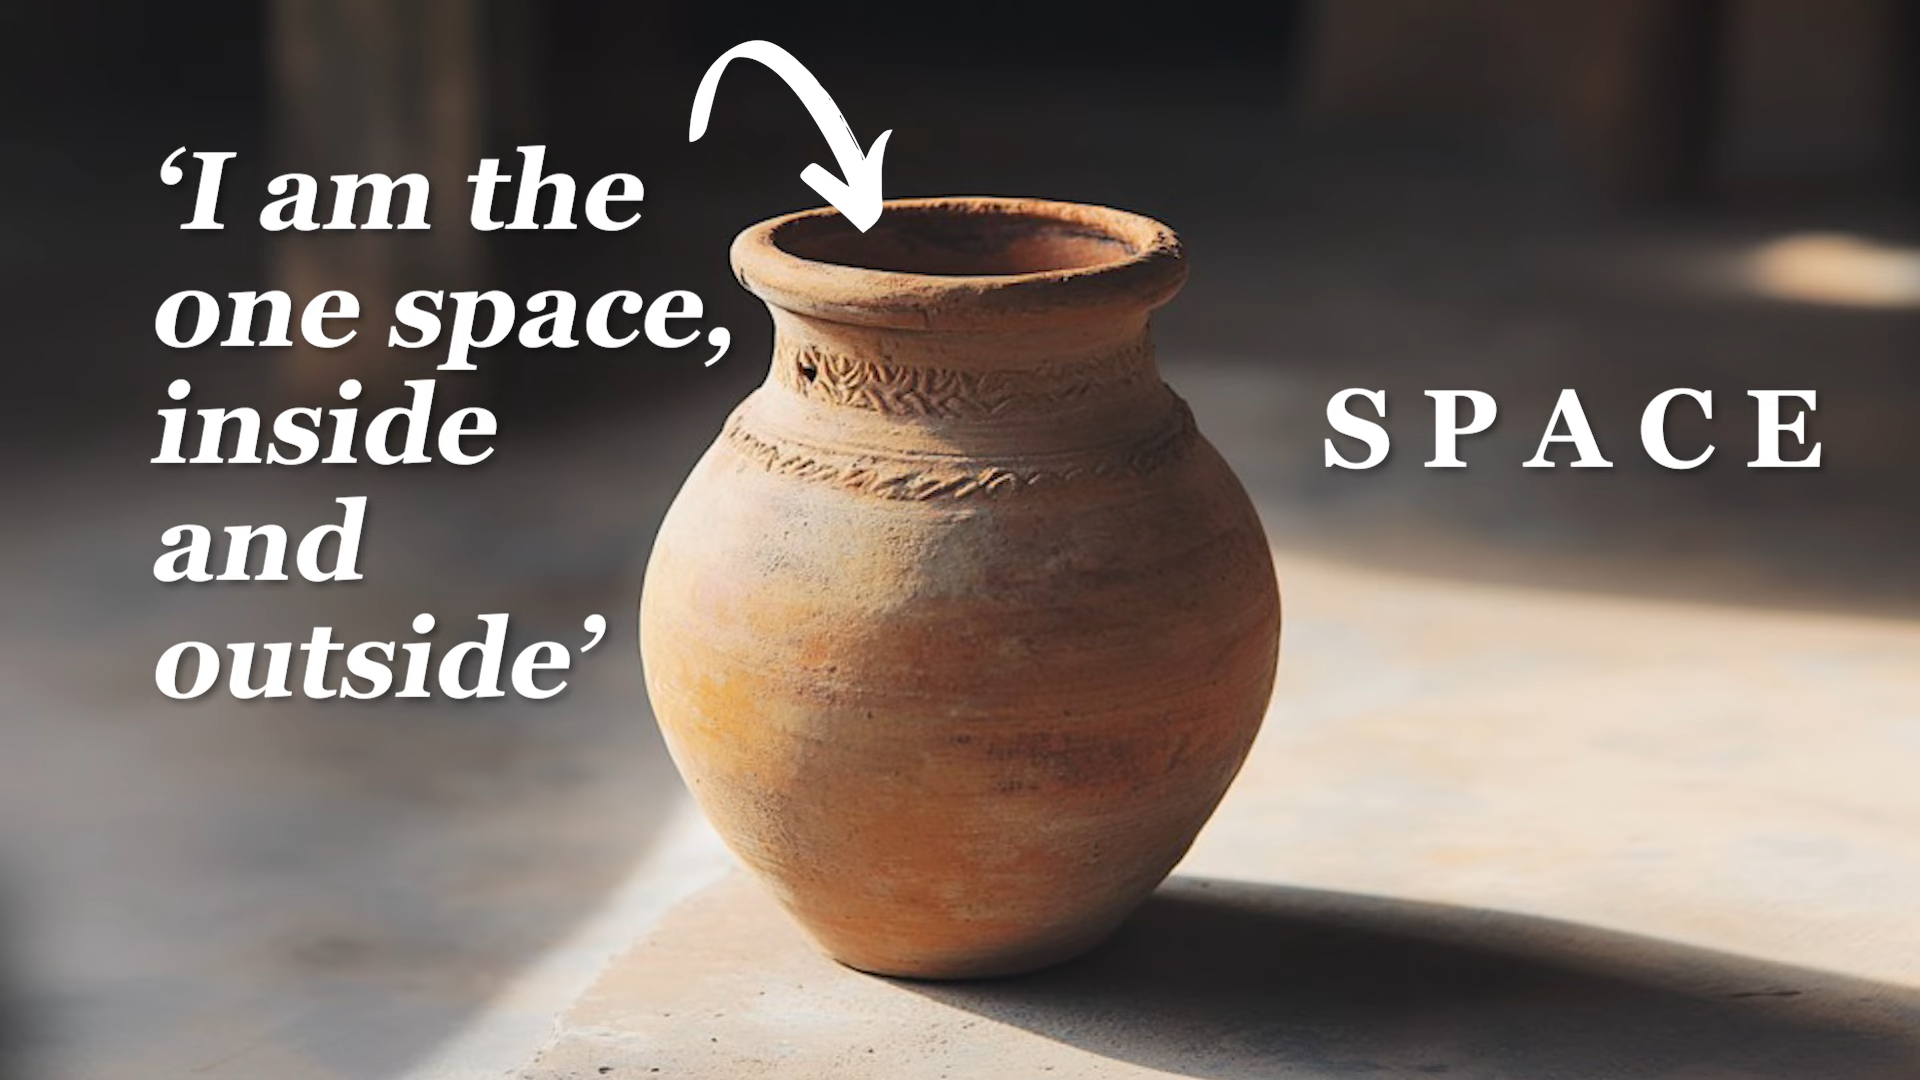 ‘I am the
one space,
inside
and
outside’
SPACE